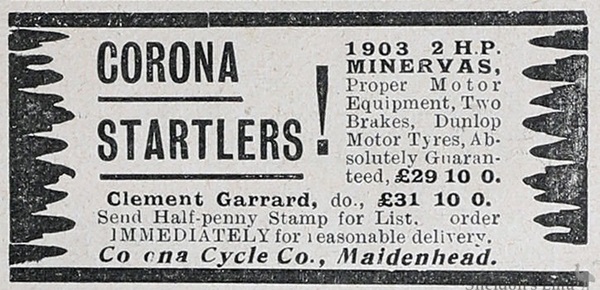 CORONA
STARTLERS!
1903 2 H.P.
MINERVAS,
Proper Motor
Equipment, Two
Brakes, Dunlop
Motor Tyres, Ab-
solutely Guaran-
teed, £29 10 0.
Clement Garrard, do., £31 10 0.
Send Half-penny Stamp for List, order
IMMEDIATELY for reasonable delivery.
Co ona Cycle Co., Maidenhead.